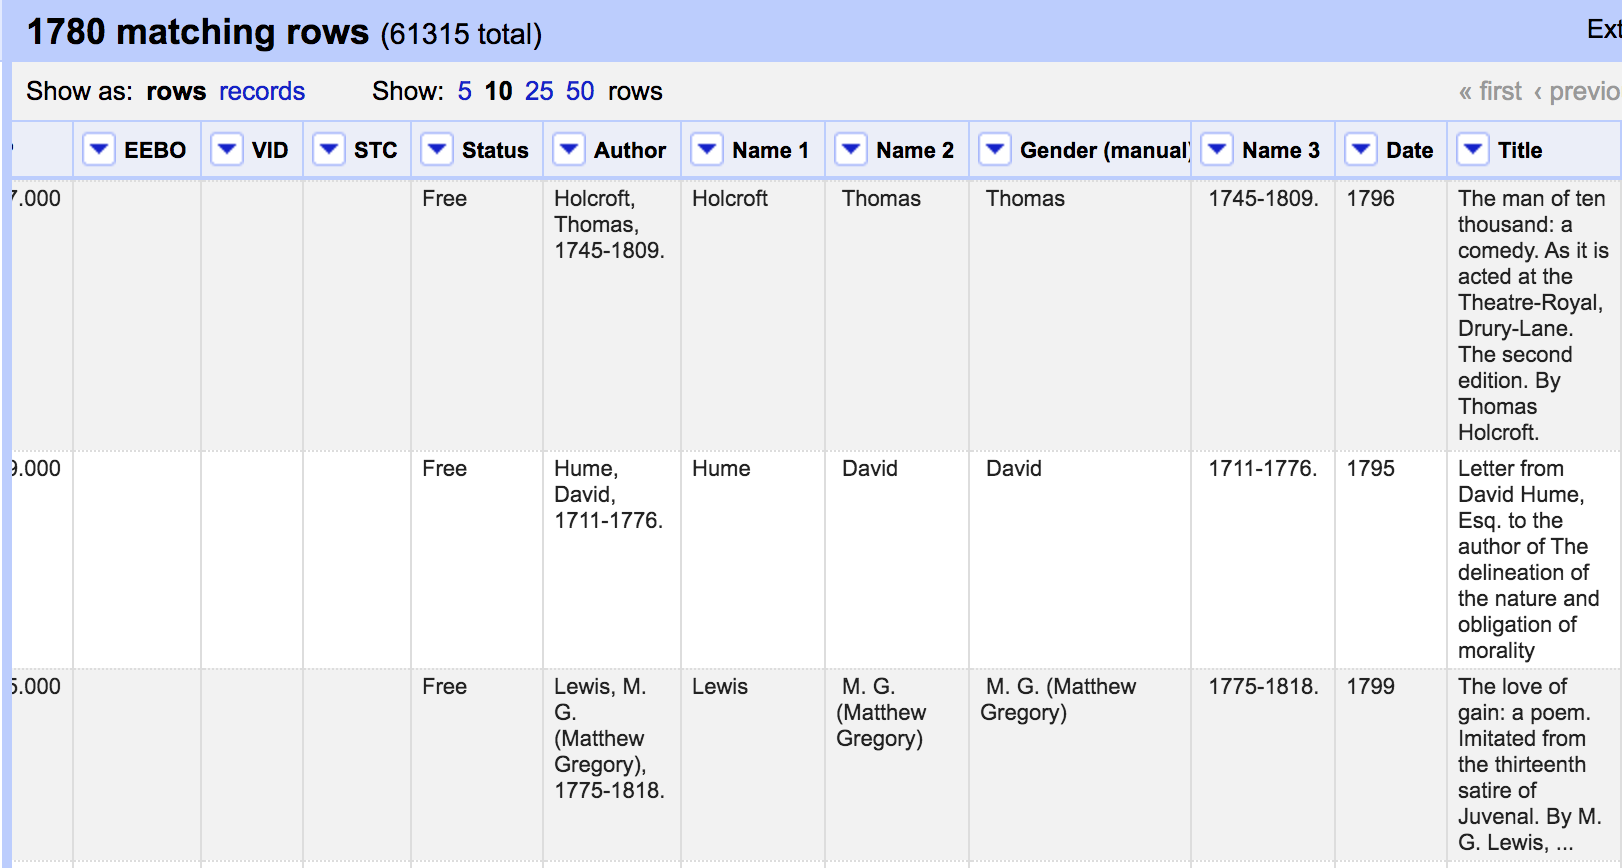 1780 matching rows (61315 total)
Show as: rows records Show: 5 10 25 50 rows « first ‹
EEBO VID STC Status Author Name 1 Name 2 Gender (manual) Name 3 Date Title
7.000 Free Holcroft, Holcroft Thomas Thomas 1745-1809. 1796 The man of ten
Thomas, thousand: a
1745-1809. comedy. As it is
acted at the
Theatre-Royal,
Drury-Lane.
The second
edition. By
Thomas
Holcroft.
9.000 Free Hume, Hume David David 1711-1776. 1795 Letter from
David, David Hume,
1711-1776. Esq. to the
author of The
delineation of
the nature and
obligation of
morality
5.000 Free Lewis, M. Lewis M. G. M. G. (Matthew 1775-1818. 1799 The love of
G. (Matthew Gregory) gain: a poem.
(Matthew Gregory) Imitated from
Gregory), the thirteenth
1775-1818. satire of
Juvenal. By M.
G. Lewis, ...